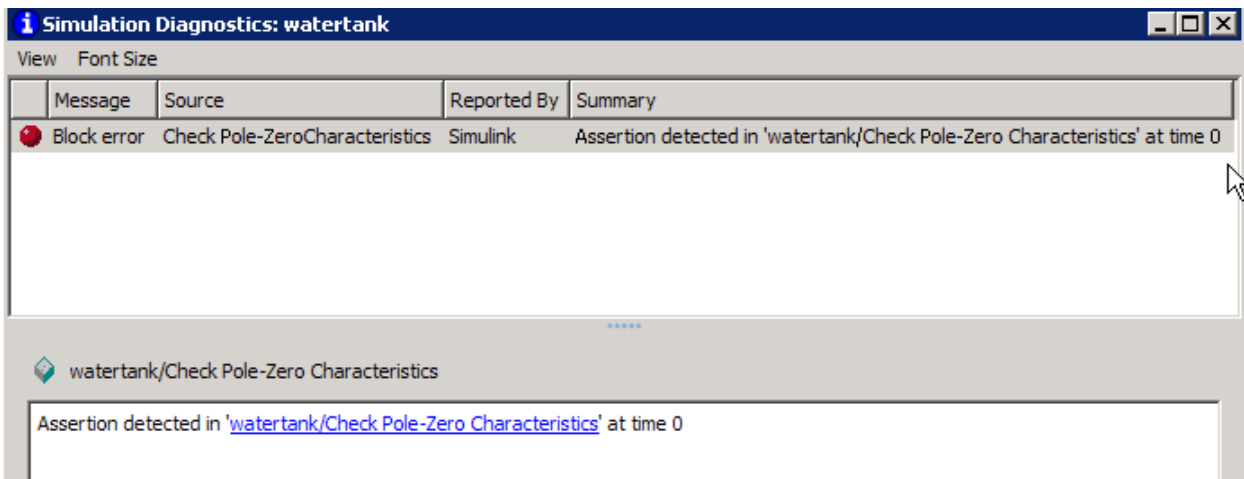 Simulation Diagnostics: watertank
View Font Size
Message Source Reported By Summary
Block error Check Pole-ZeroCharacteristics Simulink Assertion detected in 'watertank/Check Pole-Zero Characteristics' at time 0
watertank/Check Pole-Zero Characteristics
Assertion detected in 'watertank/Check Pole-Zero Characteristics' at time 0